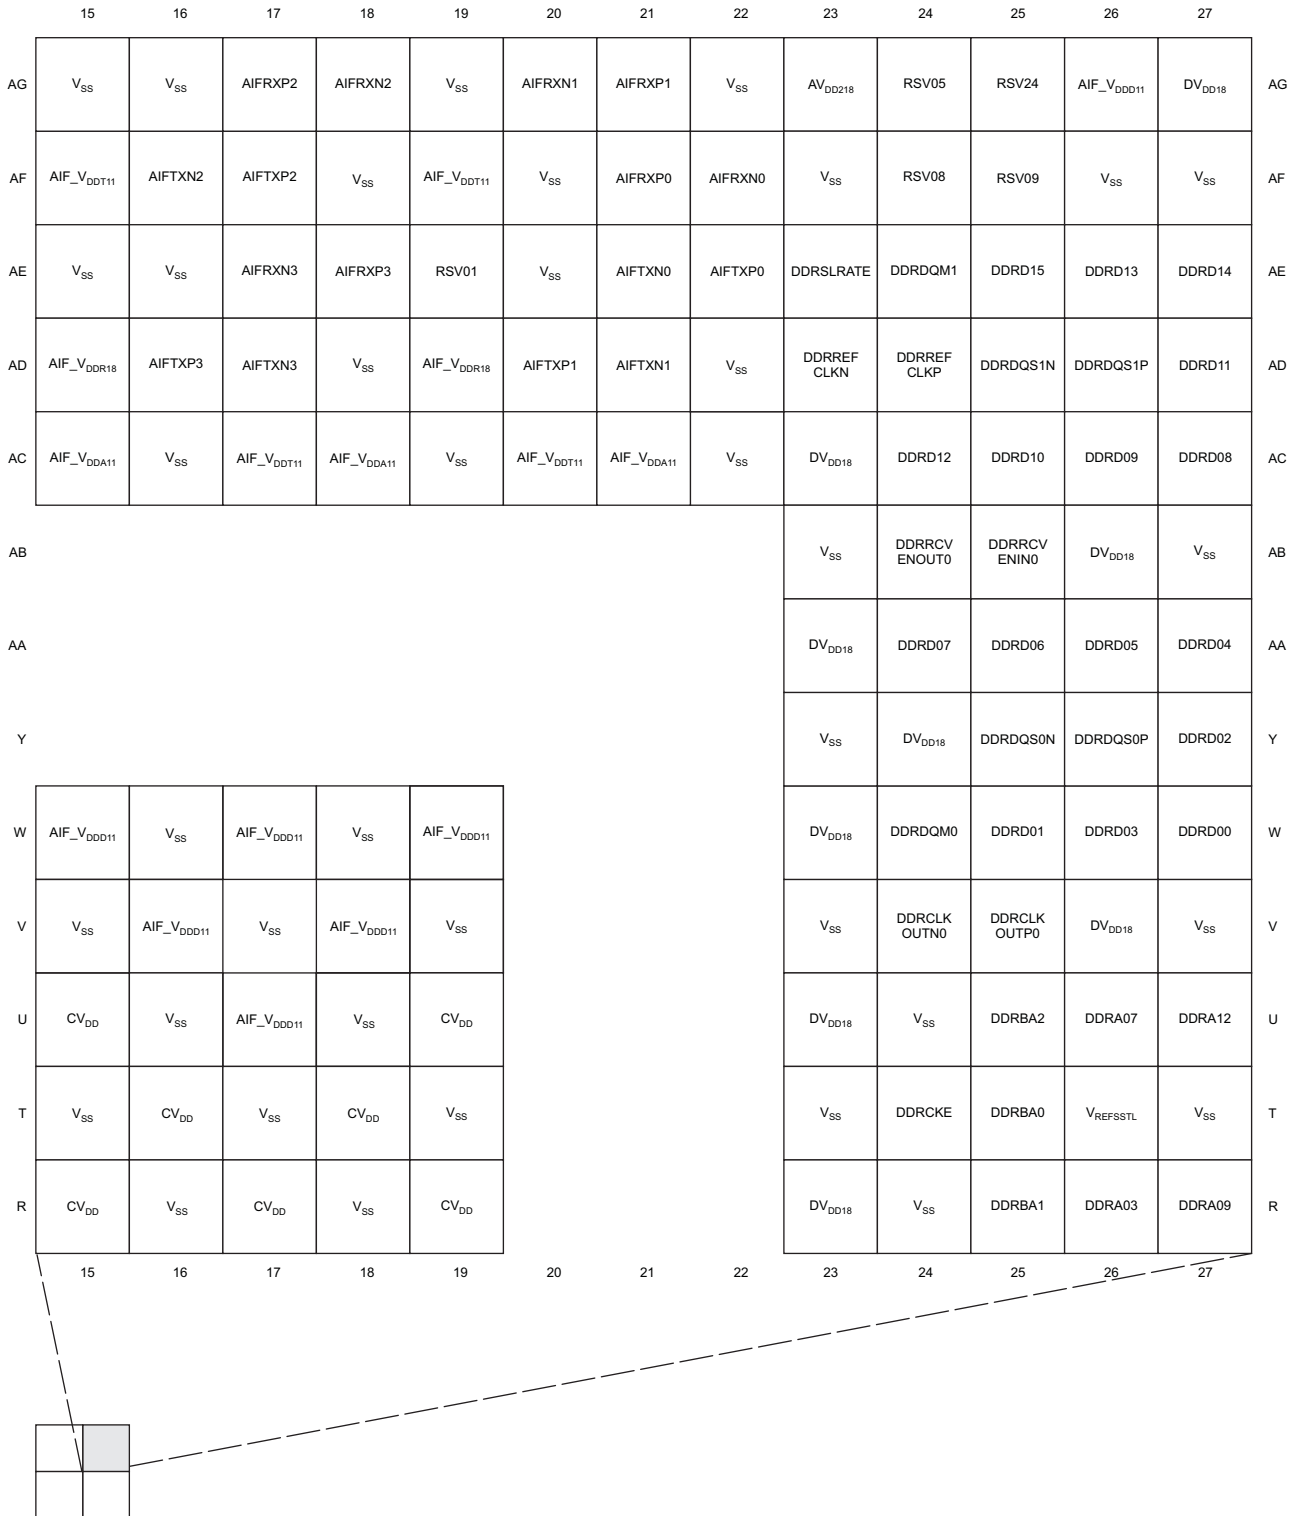 15 16 17 18 19 20 21 22 23 24 25 26 27
AG VSS VSS AIFRXP2 AIFRXN2 VSS AIFRXN1 AIFRXP1 VSS AVDD218 RSV05 RSV24 AIF_VDDD11 DVDD18 AG
AF AIF_VDDT11 AIFTXN2 AIFTXP2 VSS AIF_VDDT11 VSS AIFRXP0 AIFRXN0 VSS RSV08 RSV09 VSS VSS AF
AE VSS VSS AIFRXN3 AIFRXP3 RSV01 VSS AIFTXN0 AIFTXP0 DDRSLRATE DDRDQM1 DDRD15 DDRD13 DDRD14 AE
AD AIF_VDDR18 AIFTXP3 AIFTXN3 VSS AIF_VDDR18 AIFTXP1 AIFTXN1 VSS DDRREF CLKN DDRREF CLKP DDRDQS1N DDRDQS1P DDRD11 AD
AC AIF_VDDA11 VSS AIF_VDDT11 AIF_VDDA11 VSS AIF_VDDT11 AIF_VDDA11 VSS DVDD18 DDRD12 DDRD10 DDRD09 DDRD08 AC
AB VSS DDRRCV ENOUT0 DDRRCV ENIN0 DVDD18 VSS AB
AA DVDD18 DDRD07 DDRD06 DDRD05 DDRD04 AA
Y VSS DVDD18 DDRDQS0N DDRDQS0P DDRD02 Y
W AIF_VDDD11 VSS AIF_VDDD11 VSS AIF_VDDD11 DVDD18 DDRDQM0 DDRD01 DDRD03 DDRD00 W
V VSS AIF_VDDD11 VSS AIF_VDDD11 VSS VSS DDRCLK OUTN0 DDRCLK OUTP0 DVDD18 VSS V
U CVDD VSS AIF_VDDD11 VSS CVDD DVDD18 VSS DDRBA2 DDRA07 DDRA12 U
T VSS CVDD VSS CVDD VSS VSS DDRCKE DDRBA0 VREFSSTL VSS T
R CVDD VSS CVDD VSS CVDD DVDD18 VSS DDRBA1 DDRA03 DDRA09 R
15 16 17 18 19 20 21 22 23 24 25 26 27